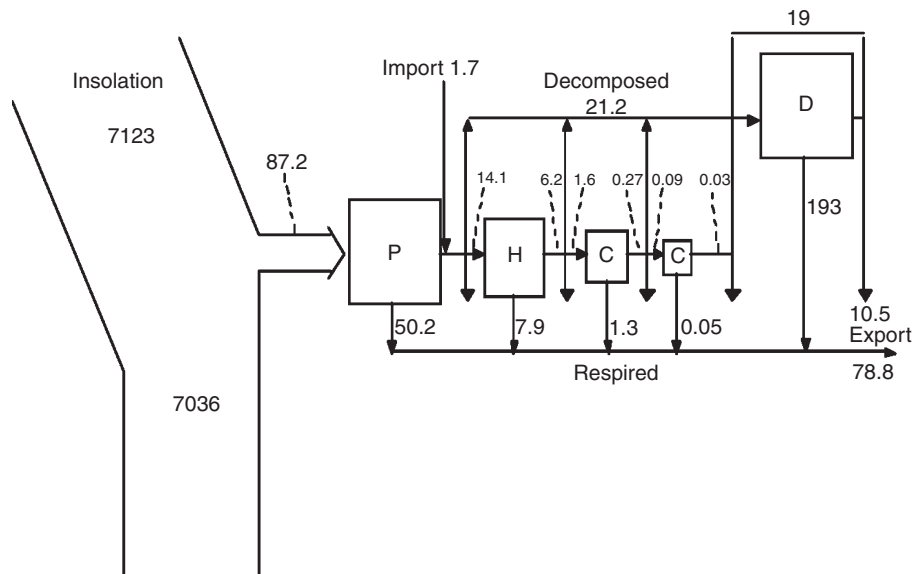 19
Import 1.7
Insolation
Decomposed
21.2
D
7123
87.2
14.1
6.2
1.6
0.27
0.09
0.03
193
P
H
C
C
50.2
7.9
1.3
0.05
10.5
Export
Respired
78.8
7036